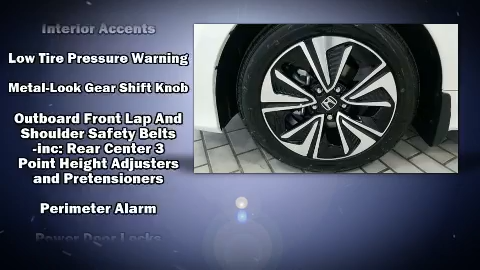 Interior Accents
Low Tire Pressure Warning
Metal-Look Gear Shift Knob
Outboard Front Lap And
Shoulder Safety Belts
-inc: Rear Center 3
Point Height Adjusters
and Pretensioners
Perimeter Alarm
Power Door Locks